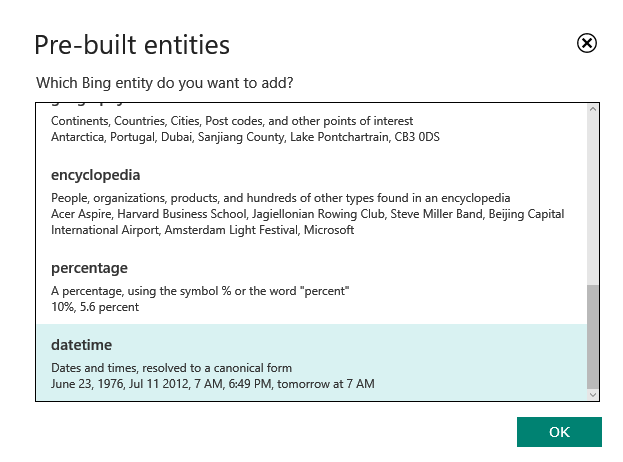 Pre-built entities
Which Bing entity do you want to add?
Continents, Countries, Cities, Post codes, and other points of interest
Antarctica, Portugal, Dubai, Sanjiang County, Lake Pontchartrain, CB3 0DS
encyclopedia
People, organizations, products, and hundreds of other types found in an encyclopedia
Acer Aspire, Harvard Business School, Jagiellonian Rowing Club, Steve Miller Band, Beijing Capital
International Airport, Amsterdam Light Festival, Microsoft
percentage
A percentage, using the symbol % or the word "percent"
10%, 5.6 percent
datetime
Dates and times, resolved to a canonical form
June 23, 1976, Jul 11 2012, 7 AM, 6:49 PM, tomorrow at 7 AM
OK